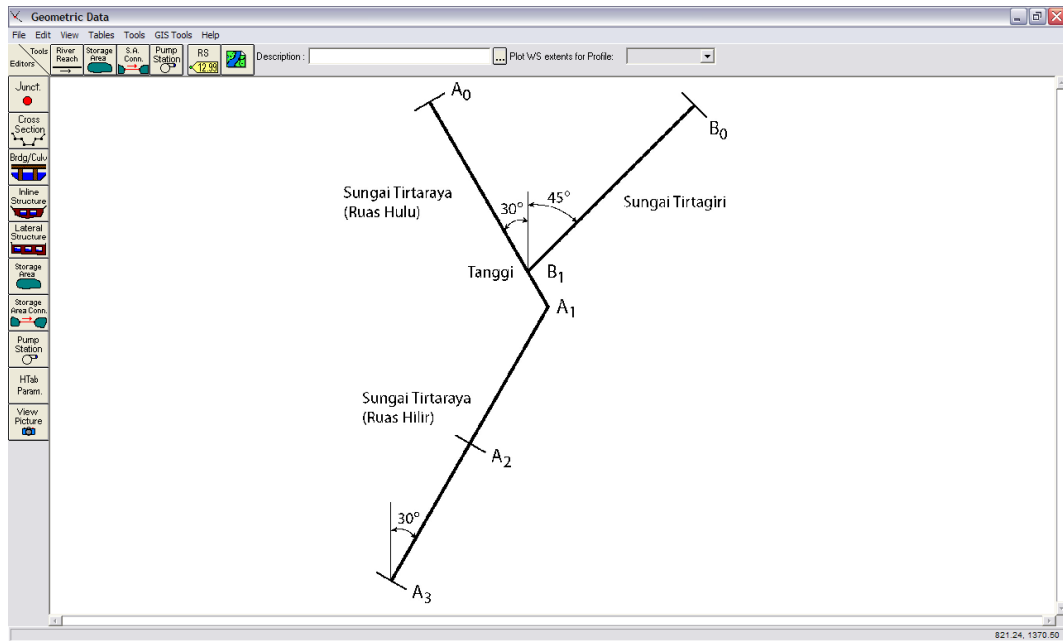 Geometric Data
File Edit View Tables Tools GIS Tools Help
Tools
Editors
River
Reach
Storage
Area
S.A.
Conn.
Pump
Station
RS
12.99
Description :
...
Plot WS extents for Profile:
Junct.
Cross
Section
Brdg/Culv
Inline
Structure
Lateral
Structure
Storage
Area
Storage
Area Conn.
Pump
Station
HTab
Param.
View
Picture
A0
B0
Sungai Tirtaraya
(Ruas Hulu)
30°
45°
Sungai Tirtagiri
Tanggi
B1
A1
Sungai Tirtaraya
(Ruas Hilir)
A2
30°
A3
821.24, 1370.50